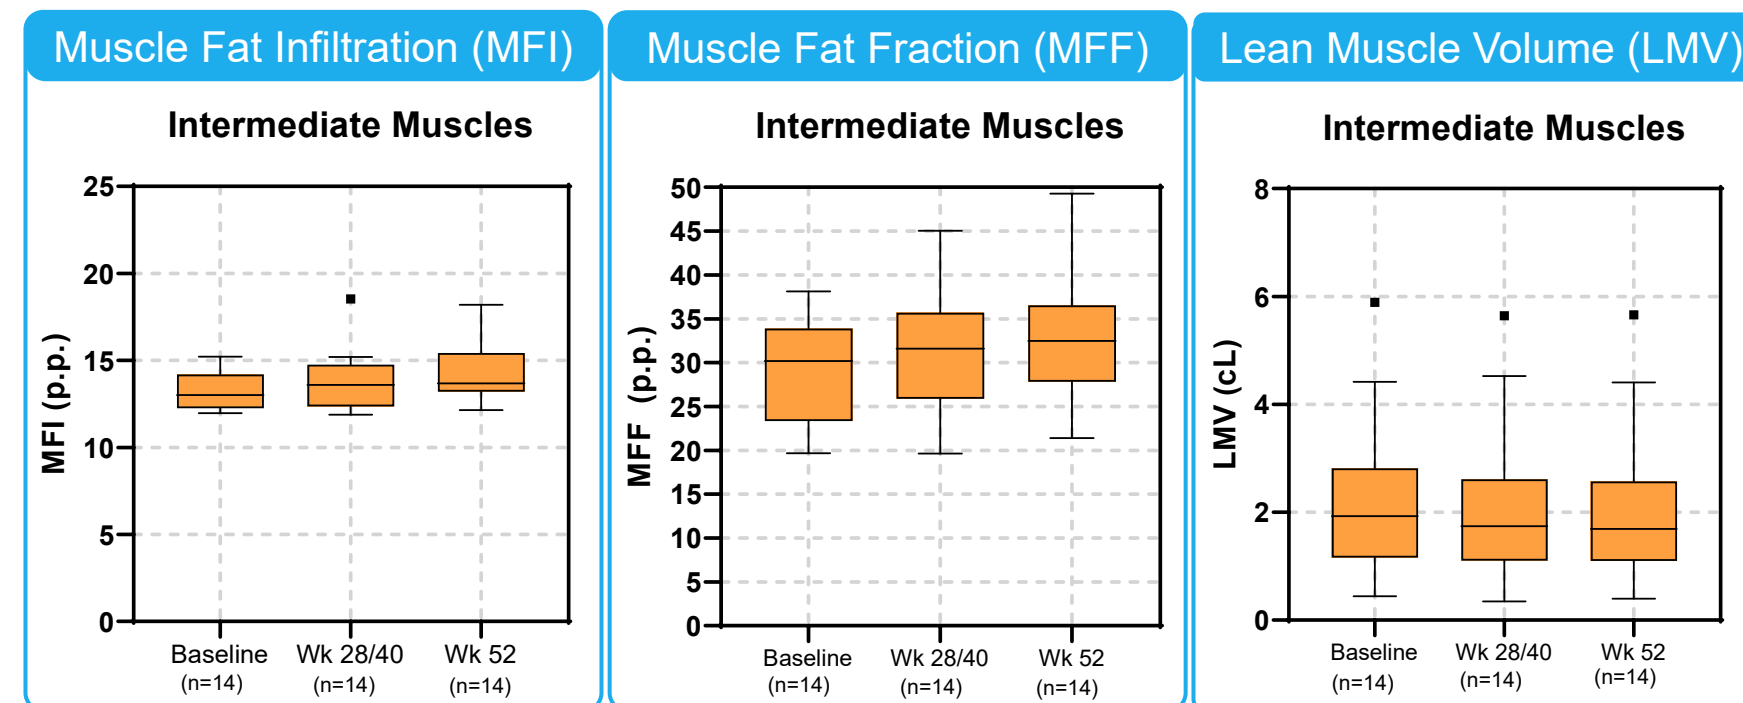 Muscle Fat Infiltration (MFI)
Intermediate Muscles
MFI (p.p.)
25
20
15
10
5
0
Baseline
(n=14)
Wk 28/40
(n=14)
Wk 52
(n=14)
Muscle Fat Fraction (MFF)
Intermediate Muscles
MFF (p.p.)
50
45
40
35
30
25
20
15
10
5
0
Baseline
(n=14)
Wk 28/40
(n=14)
Wk 52
(n=14)
Lean Muscle Volume (LMV)
Intermediate Muscles
LMV (cL)
8
6
4
2
0
Baseline
(n=14)
Wk 28/40
(n=14)
Wk 52
(n=14)